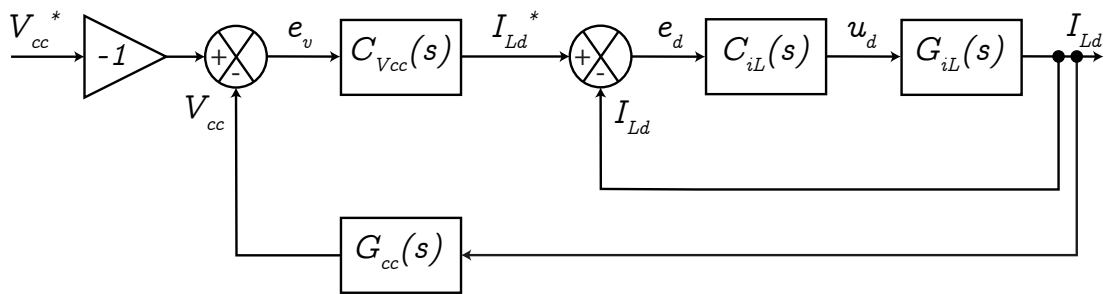 V_cc^* -1 + - e_v C_Vcc(s) I_Ld^* + - e_d C_iL(s) u_d G_iL(s) I_Ld
V_cc I_Ld
G_cc(s)